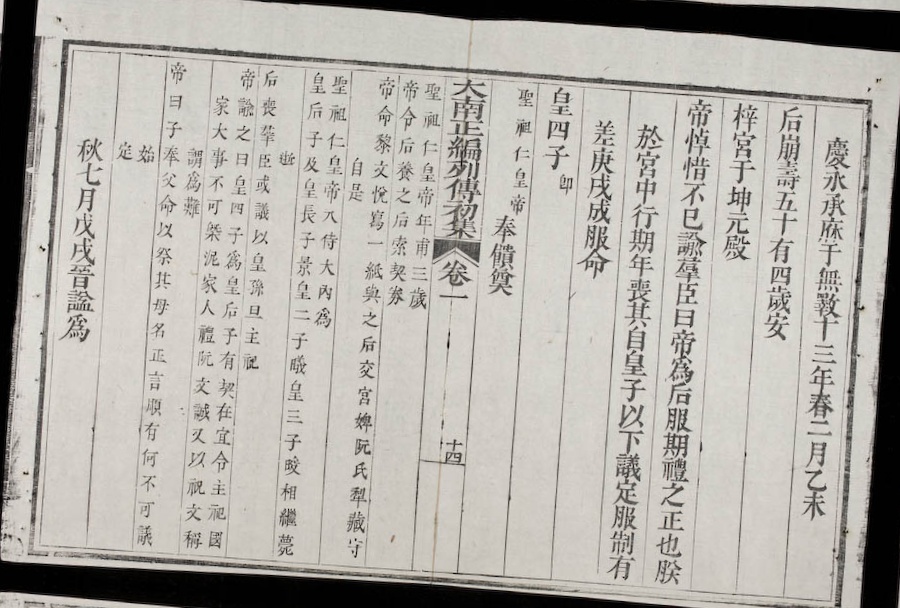 慶永承庥于無斁十三年春二月乙未
后崩壽五十有四歲安
梓宮于坤元殿
帝悼惜不已諭羣臣曰帝爲后服期禮之正也朕
於宮中行期年喪其自皇子以下議定服制有
差庚戌成服命
皇四子即
聖祖仁皇帝奉饋奠
大南正編列傳初集 卷一 十四
聖祖仁皇帝年甫三歲
帝令后養之后索契券
帝命黎文悅寫一紙與之后交宮婢阮氏犁藏守
自是
聖祖仁皇帝入侍大內爲
皇后子及皇長子景皇二子曦皇三子晙相繼薨
逝
后喪羣臣或議以皇孫旦主祀
帝諭之曰皇四子爲皇后子有契在宜令主祀國
家大事不可槩泥家人禮阮文誠又以祝文稱
謂爲難
帝曰子奉父命以祭其母名正言順有何不可議
始
定
秋七月戊戌晉謚爲